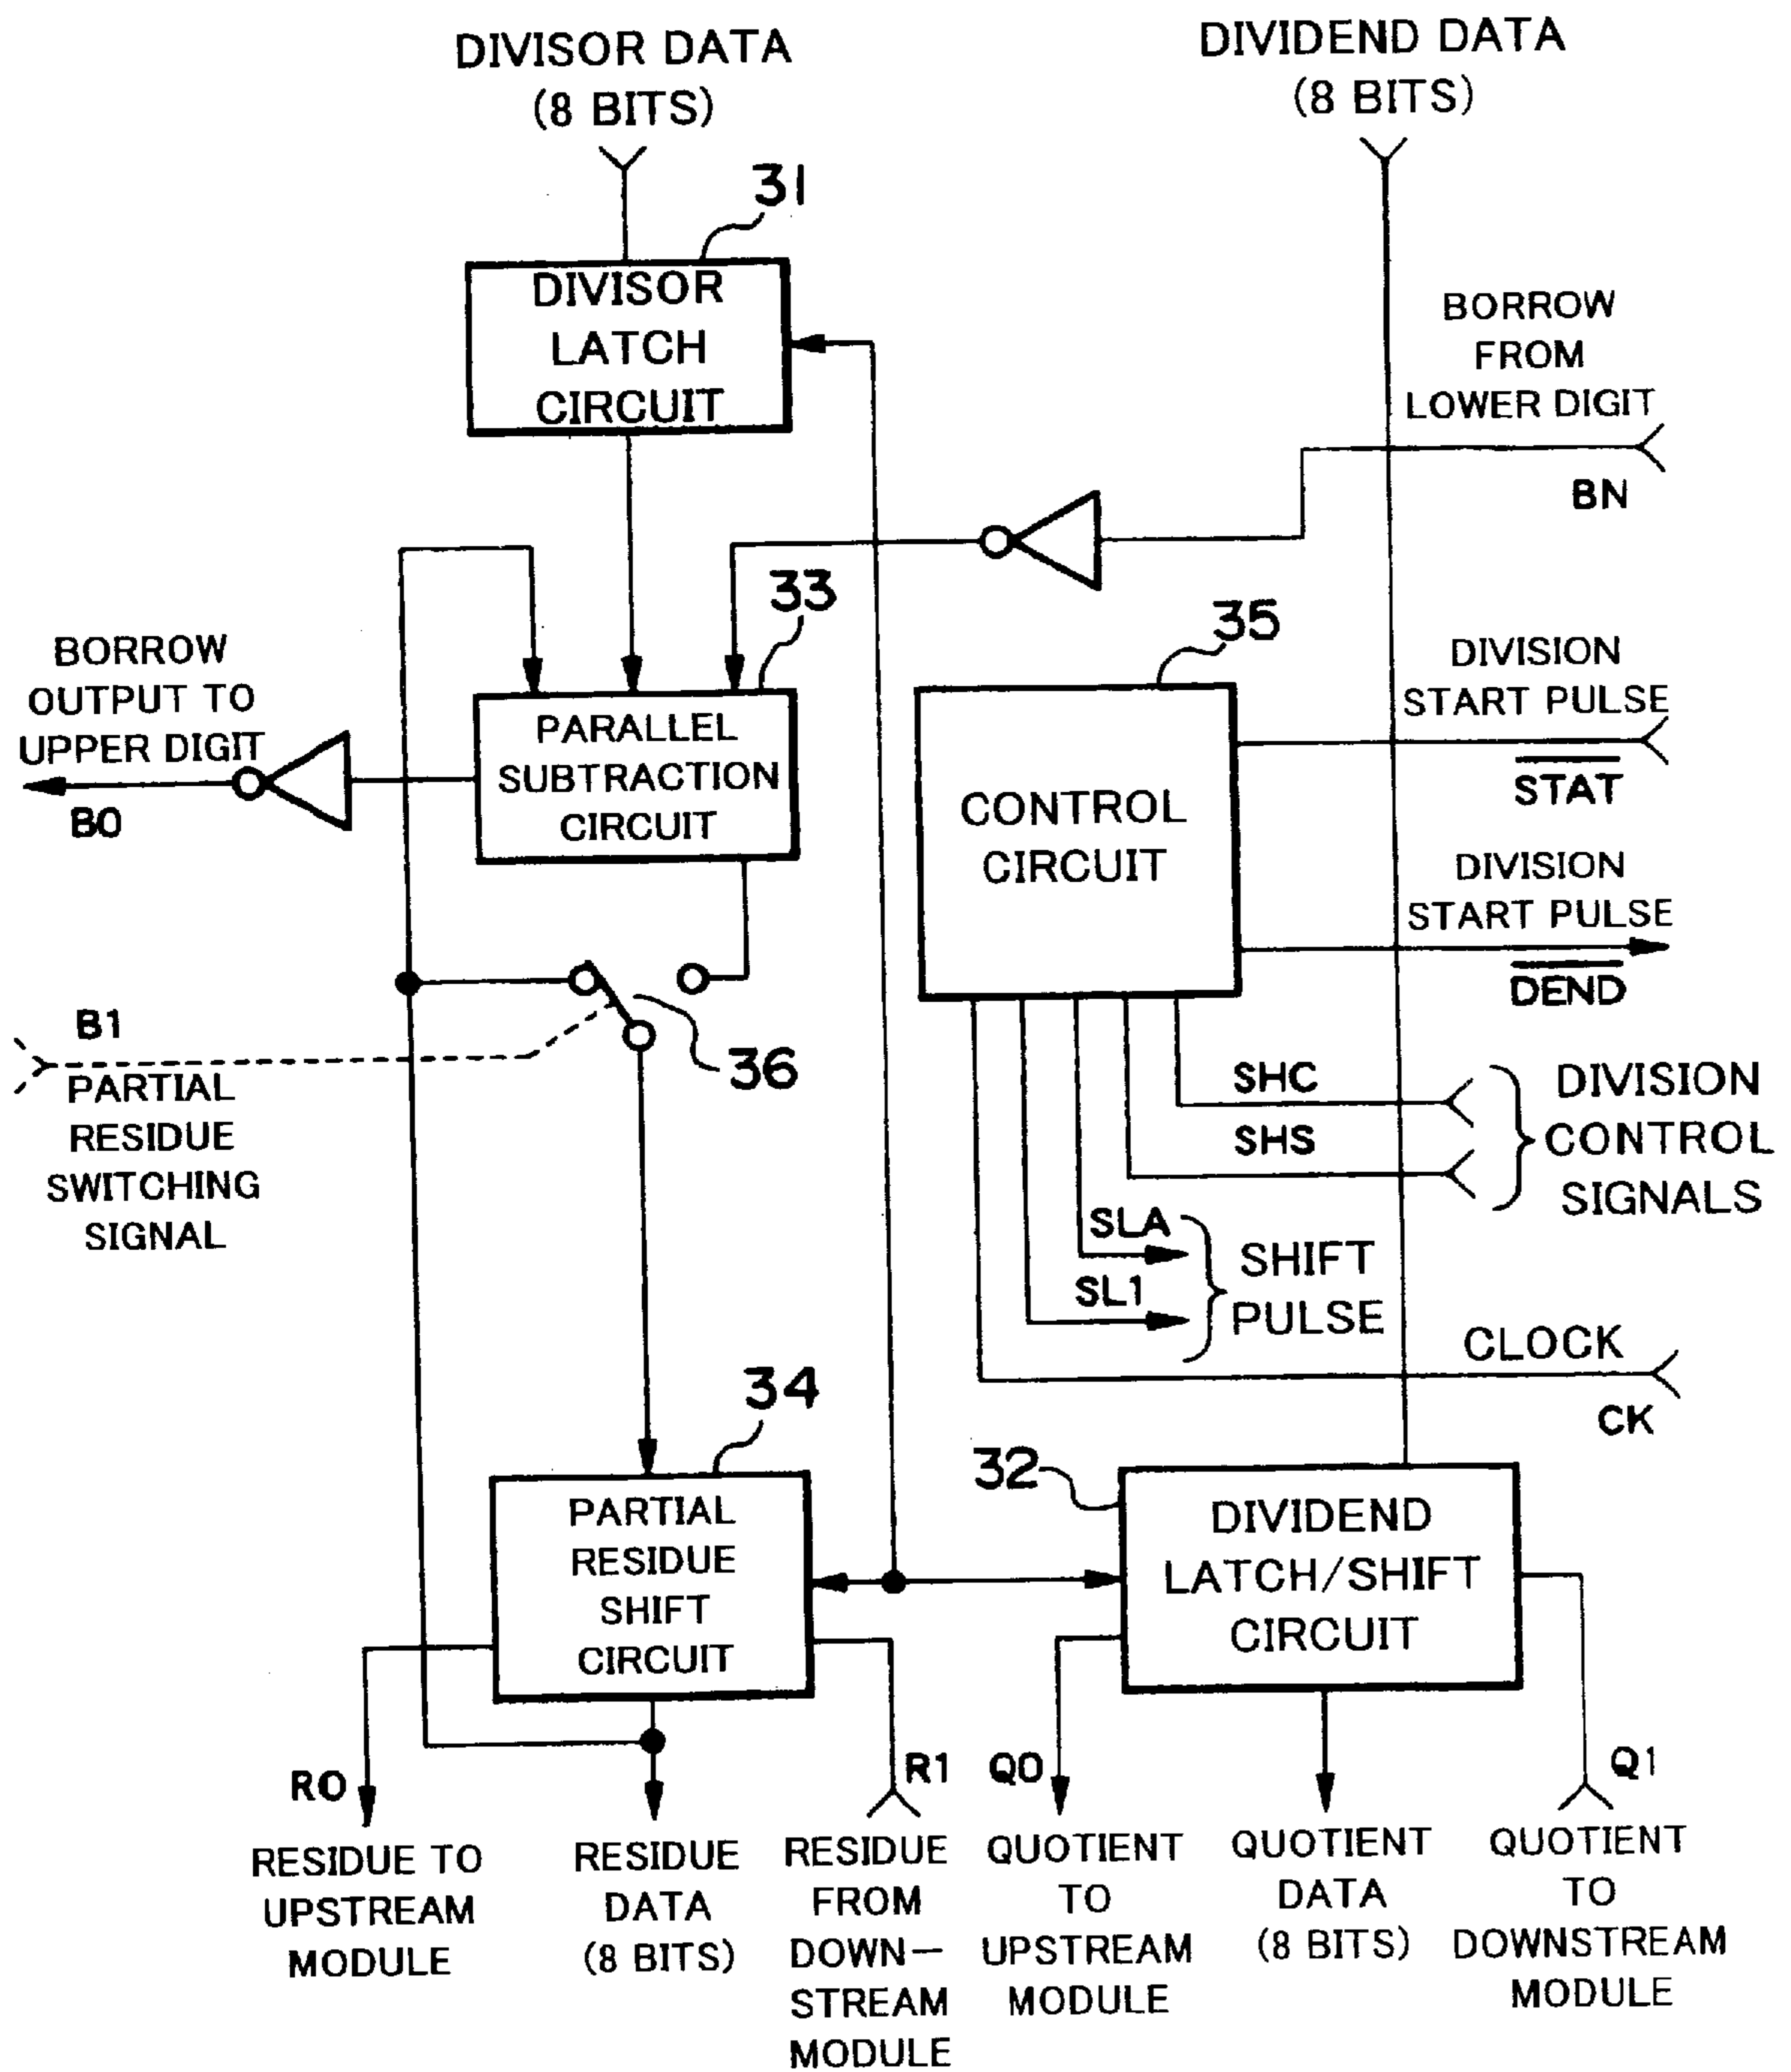 DIVISOR DATA
(8 BITS)
DIVIDEND DATA
(8 BITS)
31
DIVISOR
LATCH
CIRCUIT
BORROW
FROM
LOWER DIGIT
BN
33
35
BORROW
OUTPUT TO
UPPER DIGIT
B0
PARALLEL
SUBTRACTION
CIRCUIT
CONTROL
CIRCUIT
DIVISION
START PULSE
STAT
DIVISION
START PULSE
DEND
B1
PARTIAL
RESIDUE
SWITCHING
SIGNAL
36
SHC
SHS
DIVISION
CONTROL
SIGNALS
SLA
SL1
SHIFT
PULSE
CLOCK
CK
34
32
PARTIAL
RESIDUE
SHIFT
CIRCUIT
DIVIDEND
LATCH/SHIFT
CIRCUIT
R0
R1
Q0
Q1
RESIDUE TO
UPSTREAM
MODULE
RESIDUE
DATA
(8 BITS)
RESIDUE
FROM
DOWN—
STREAM
MODULE
QUOTIENT
TO
UPSTREAM
MODULE
QUOTIENT
DATA
(8 BITS)
QUOTIENT
TO
DOWNSTREAM
MODULE